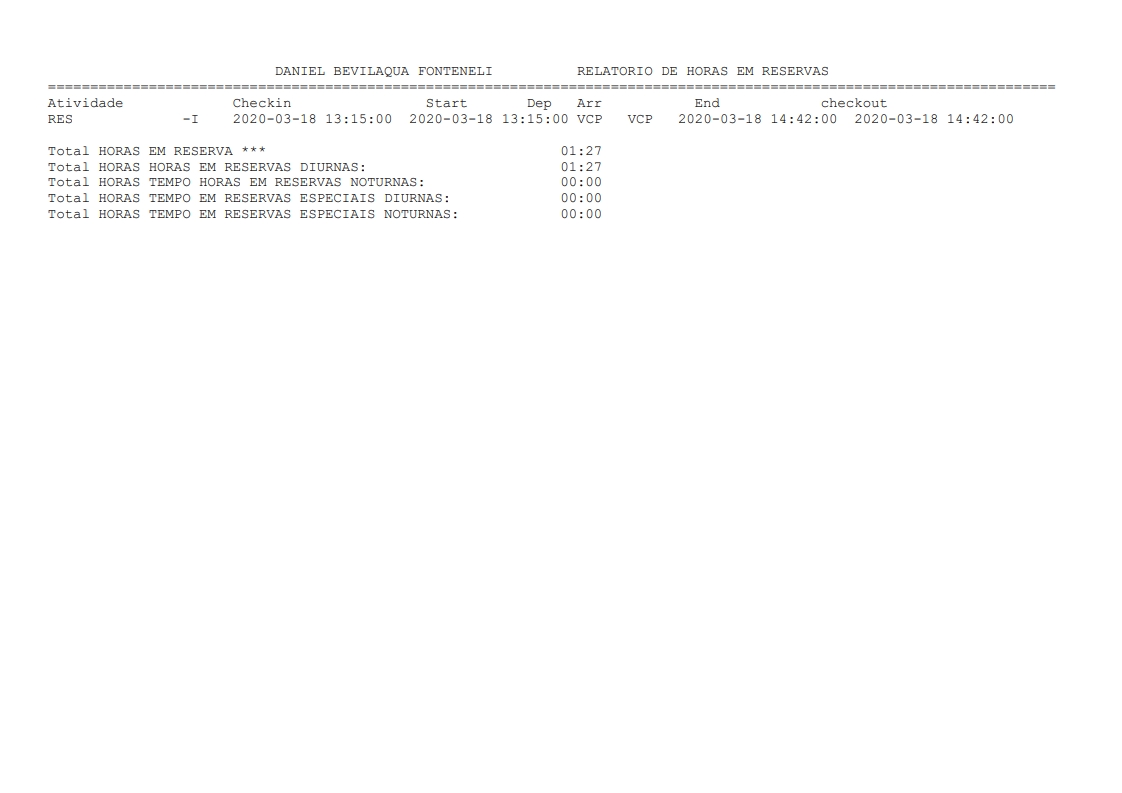 DANIEL BEVILAQUA FONTENELI RELATORIO DE HORAS EM RESERVAS
========================================================================================================================
Atividade Checkin Start Dep Arr End checkout
RES -I 2020-03-18 13:15:00 2020-03-18 13:15:00 VCP VCP 2020-03-18 14:42:00 2020-03-18 14:42:00
Total HORAS EM RESERVA *** 01:27
Total HORAS HORAS EM RESERVAS DIURNAS: 01:27
Total HORAS TEMPO HORAS EM RESERVAS NOTURNAS: 00:00
Total HORAS TEMPO EM RESERVAS ESPECIAIS DIURNAS: 00:00
Total HORAS TEMPO EM RESERVAS ESPECIAIS NOTURNAS: 00:00